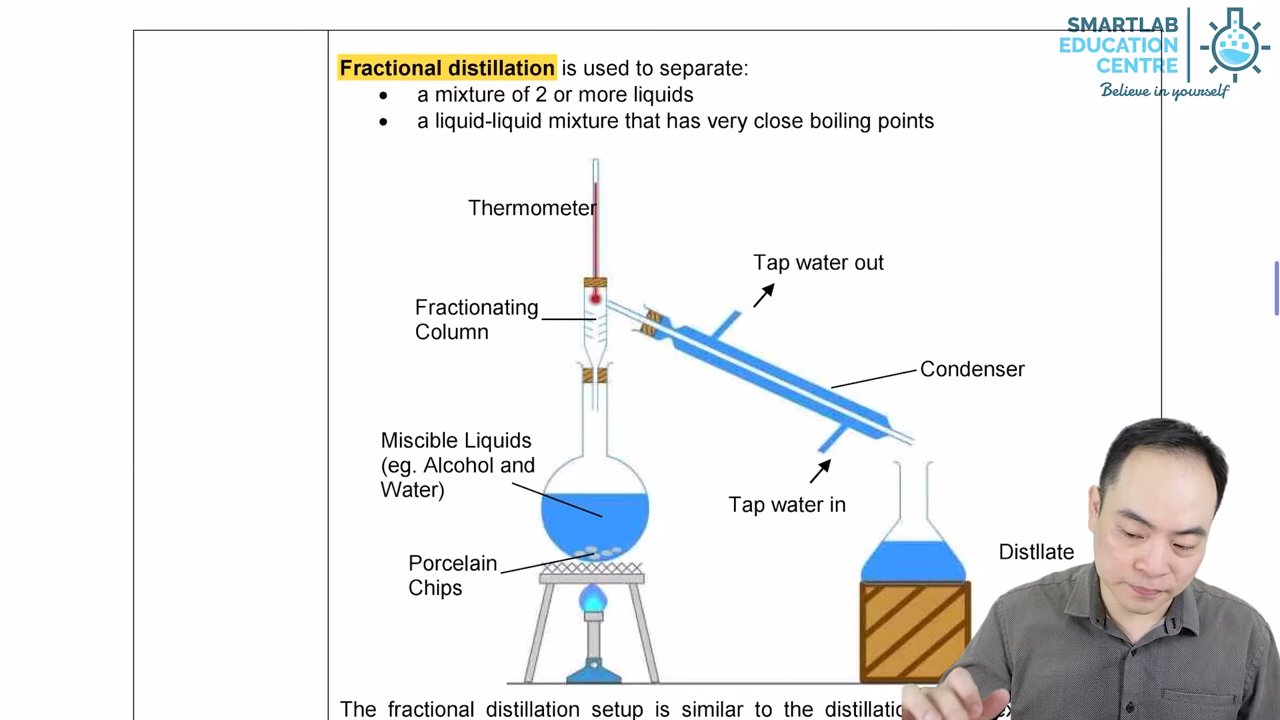 SMARTLAB
EDUCATION
CENTRE
Believe in yourself
Fractional distillation is used to separate:
• a mixture of 2 or more liquids
• a liquid-liquid mixture that has very close boiling points
Thermometer
Tap water out
Fractionating
Column
Condenser
Miscible Liquids
(eg. Alcohol and
Water)
Tap water in
Distllate
Porcelain
Chips
The fractional distillation setup is similar to the